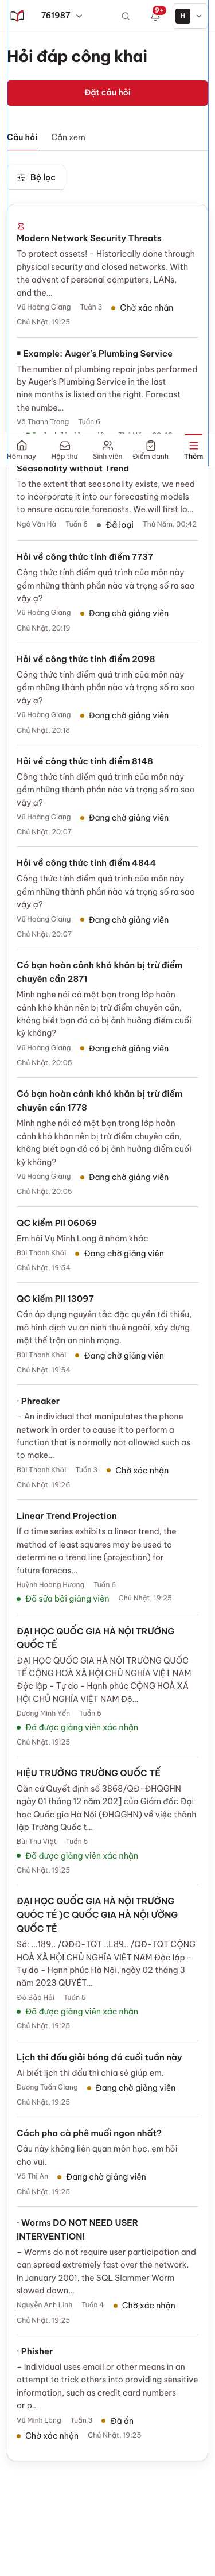 761987
9+
H
Hỏi đáp công khai
Đặt câu hỏi
Câu hỏi
Cần xem
Bộ lọc
Modern Network Security Threats
To protect assets! – Historically through
physical security and closed networks. With
the advent of personal computers, LANs,
and the...
Vũ Hoàng Giang Tuần 3 Chờ xác nhận
Chủ Nhật, 19:25
▪ Example: Auger's Plumbing Service
The number of plumbing repair jobs performed
by Auger's Plumbing Service in the last
nine months is listed on the right. Forecast
the numbe...
Võ Thanh Trang Tuần 6
Hôm nay
Hộp thư
Sinh viên
Điểm danh
Thêm
Seasonality without Trend
To the extent that seasonality exists, we need
to incorporate it into our forecasting models
to ensure accurate forecasts. We will first lo...
Ngô Văn Hà Tuần 6 Đã loại Thứ Năm, 00:42
Hỏi về công thức tính điểm 7737
Công thức tính điểm quá trình của môn này
gồm những thành phần nào và trọng số ra sao
vậy ạ?
Vũ Hoàng Giang Đang chờ giảng viên
Chủ Nhật, 20:19
Hỏi về công thức tính điểm 2098
Công thức tính điểm quá trình của môn này
gồm những thành phần nào và trọng số ra sao
vậy ạ?
Vũ Hoàng Giang Đang chờ giảng viên
Chủ Nhật, 20:18
Hỏi về công thức tính điểm 8148
Công thức tính điểm quá trình của môn này
gồm những thành phần nào và trọng số ra sao
vậy ạ?
Vũ Hoàng Giang Đang chờ giảng viên
Chủ Nhật, 20:07
Hỏi về công thức tính điểm 4844
Công thức tính điểm quá trình của môn này
gồm những thành phần nào và trọng số ra sao
vậy ạ?
Vũ Hoàng Giang Đang chờ giảng viên
Chủ Nhật, 20:07
Có bạn hoàn cảnh khó khăn bị trừ điểm
chuyên cần 2871
Mình nghe nói có một bạn trong lớp hoàn
cảnh khó khăn nên bị trừ điểm chuyên cần,
không biết bạn đó có bị ảnh hưởng điểm cuối
kỳ không?
Vũ Hoàng Giang Đang chờ giảng viên
Chủ Nhật, 20:05
Có bạn hoàn cảnh khó khăn bị trừ điểm
chuyên cần 1778
Mình nghe nói có một bạn trong lớp hoàn
cảnh khó khăn nên bị trừ điểm chuyên cần,
không biết bạn đó có bị ảnh hưởng điểm cuối
kỳ không?
Vũ Hoàng Giang Đang chờ giảng viên
Chủ Nhật, 20:05
QC kiểm PII 06069
Em hỏi Vụ Minh Long ở nhóm khác
Bùi Thanh Khải Đang chờ giảng viên
Chủ Nhật, 19:54
QC kiểm PII 13097
Cần áp dụng nguyên tắc đặc quyền tối thiểu,
mô hình dịch vụ an ninh thuê ngoài, xây dựng
một thế trận an ninh mạng.
Bùi Thanh Khải Đang chờ giảng viên
Chủ Nhật, 19:54
· Phreaker
– An individual that manipulates the phone
network in order to cause it to perform a
function that is normally not allowed such as
to make...
Bùi Thanh Khải Tuần 3 Chờ xác nhận
Chủ Nhật, 19:26
Linear Trend Projection
If a time series exhibits a linear trend, the
method of least squares may be used to
determine a trend line (projection) for
future forecas...
Huỳnh Hoàng Hương Tuần 6
Đã sửa bởi giảng viên Chủ Nhật, 19:25
ĐẠI HỌC QUỐC GIA HÀ NỘI TRƯỜNG
QUỐC TẾ
ĐẠI HỌC QUỐC GIA HÀ NỘI TRƯỜNG QUỐC
TẾ CỘNG HOÀ XÃ HỘI CHỦ NGHĨA VIỆT NAM
Độc lập - Tự do - Hạnh phúc CỘNG HOÀ XÃ
HỘI CHỦ NGHĨA VIỆT NAM Độ...
Dương Minh Yến Tuần 5
Đã được giảng viên xác nhận
Chủ Nhật, 19:25
HIỆU TRƯỞNG TRƯỜNG QUỐC TẾ
Căn cứ Quyết định số 3868/QĐ-ĐHQGHN
ngày 01 tháng 12 năm 202] của Giám đốc Đại
học Quốc gia Hà Nội (ĐHQGHN) về việc thành
lập Trường Quốc t...
Bùi Thu Việt Tuần 5
Đã được giảng viên xác nhận
Chủ Nhật, 19:25
ĐẠI HỌC QUỐC GIA HÀ NỘI TRƯỜNG
QUÓC TÉ )C QUỐC GIA HÀ NỘI ƯỜNG
QUỐC TẾ
Số: ...189.. /QĐĐ-TQT ..L89.. /QĐ-TQT CỘNG
HOÀ XÃ HỘI CHỦ NGHĨA VIỆT NAM Độc lập -
Tự do - Hạnh phúc Hà Nội, ngày 02 tháng 3
năm 2023 QUYẾT...
Đỗ Bảo Hải Tuần 5
Đã được giảng viên xác nhận
Chủ Nhật, 19:25
Lịch thi đấu giải bóng đá cuối tuần này
Ai biết lịch thi đấu thì chia sẻ giúp em.
Dương Tuấn Giang Đang chờ giảng viên
Chủ Nhật, 19:25
Cách pha cà phê muối ngon nhất?
Câu này không liên quan môn học, em hỏi
cho vui.
Võ Thị An Đang chờ giảng viên
Chủ Nhật, 19:25
· Worms DO NOT NEED USER
INTERVENTION!
– Worms do not require user participation and
can spread extremely fast over the network.
In January 2001, the SQL Slammer Worm
slowed down...
Nguyễn Anh Linh Tuần 4 Chờ xác nhận
Chủ Nhật, 19:25
· Phisher
– Individual uses email or other means in an
attempt to trick others into providing sensitive
information, such as credit card numbers
or p...
Vũ Minh Long Tuần 3 Đã ẩn
Chờ xác nhận Chủ Nhật, 19:25